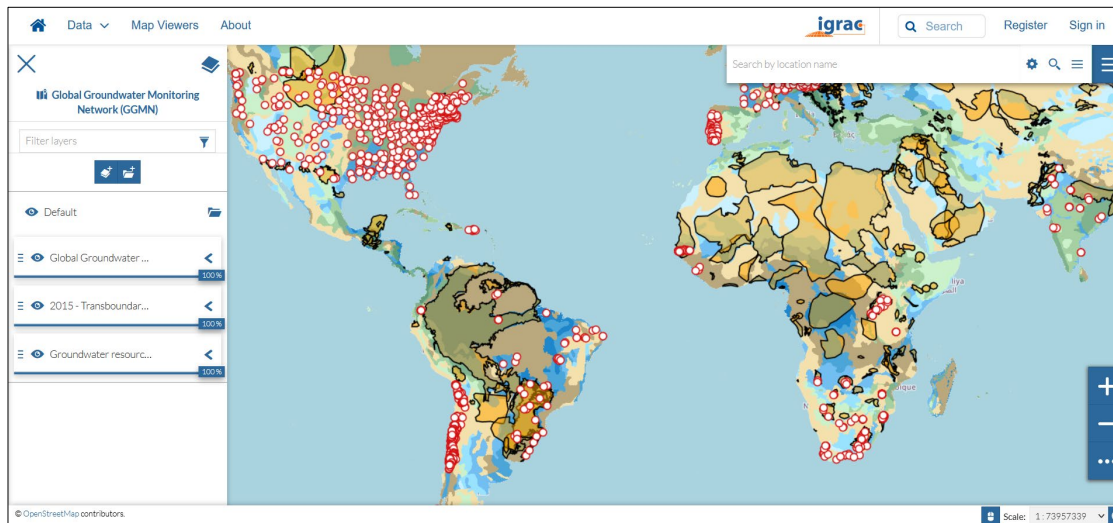 Data
Map Viewers
About
igrac
Search
Register
Sign in
Global Groundwater Monitoring
Network (GGMN)
Filter layers
Default
Global Groundwater ...
100 %
2015 - Transboundar...
100 %
Groundwater resourc...
100 %
Search by location name
© OpenStreetMap contributors.
Scale: 1 : 73957339